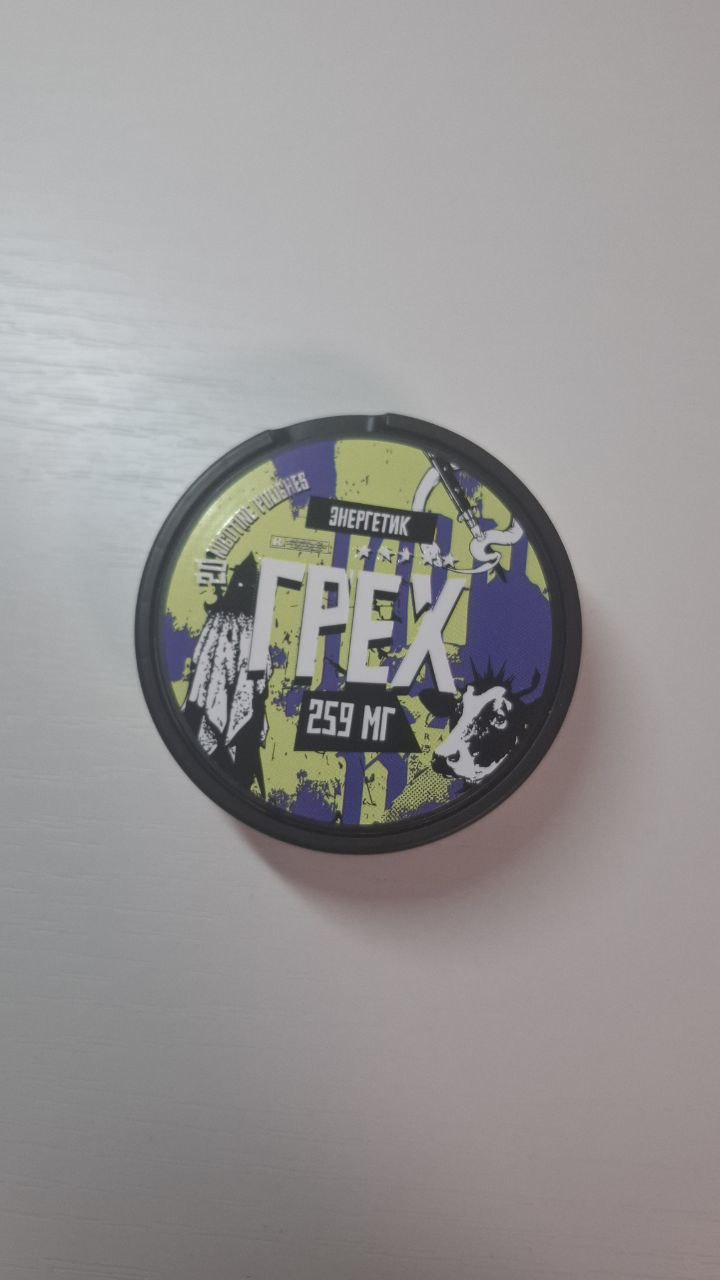 20 NICOTINE POUCHES
ЭНЕРГЕТИК
ГРЕХ
259 МГ